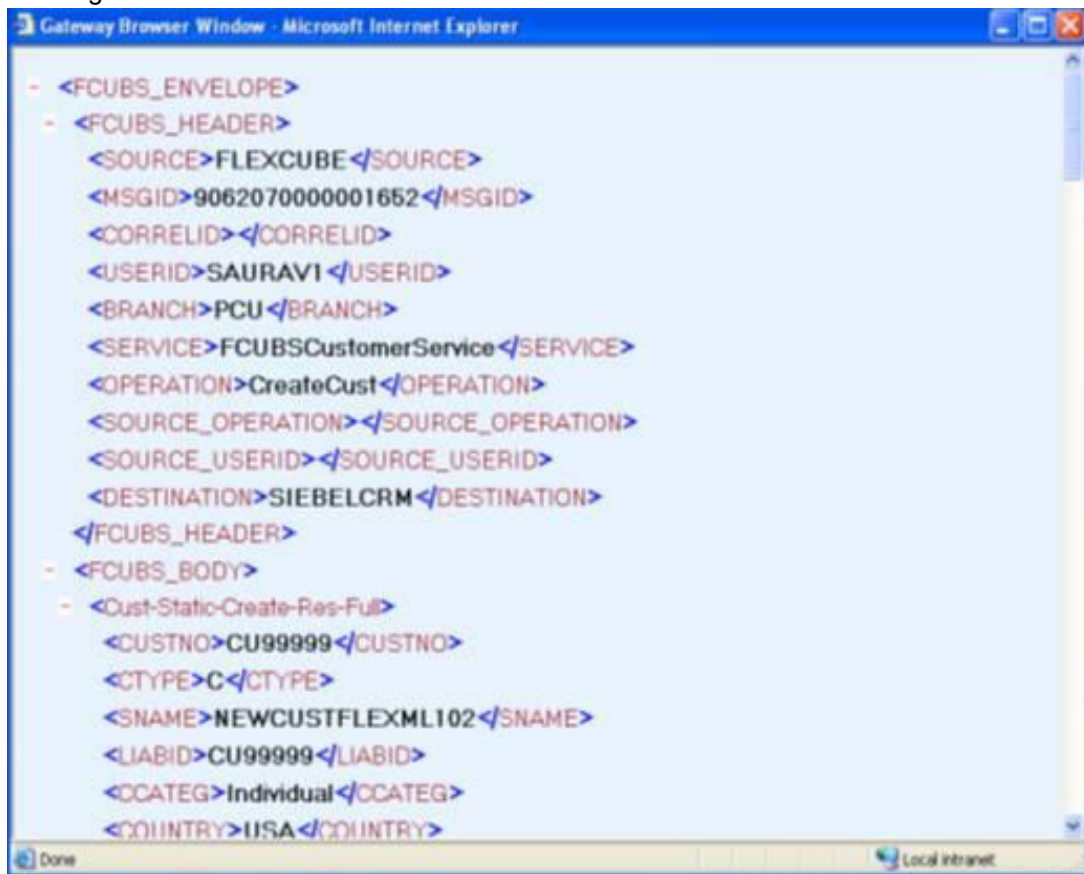 Gateway Browser Window - Microsoft Internet Explorer
- <FCUBS_ENVELOPE>
- <FCUBS_HEADER>
<SOURCE>FLEXCUBE</SOURCE>
<MSGID>9062070000001652</MSGID>
<CORRELID></CORRELID>
<USERID>SAURAV1</USERID>
<BRANCH>PCU</BRANCH>
<SERVICE>FCUBSCustomerService</SERVICE>
<OPERATION>CreateCust</OPERATION>
<SOURCE_OPERATION></SOURCE_OPERATION>
<SOURCE_USERID></SOURCE_USERID>
<DESTINATION>SIEBELCRM</DESTINATION>
</FCUBS_HEADER>
- <FCUBS_BODY>
- <Cust-Static-Create-Res-Full>
<CUSTNO>CU99999</CUSTNO>
<CTYPE>C</CTYPE>
<SNAME>NEWCUSTFLEXML102</SNAME>
<LIABID>CU99999</LIABID>
<CCATEG>Individual</CCATEG>
<COUNTRY>USA</COUNTRY>
Done Local intranet